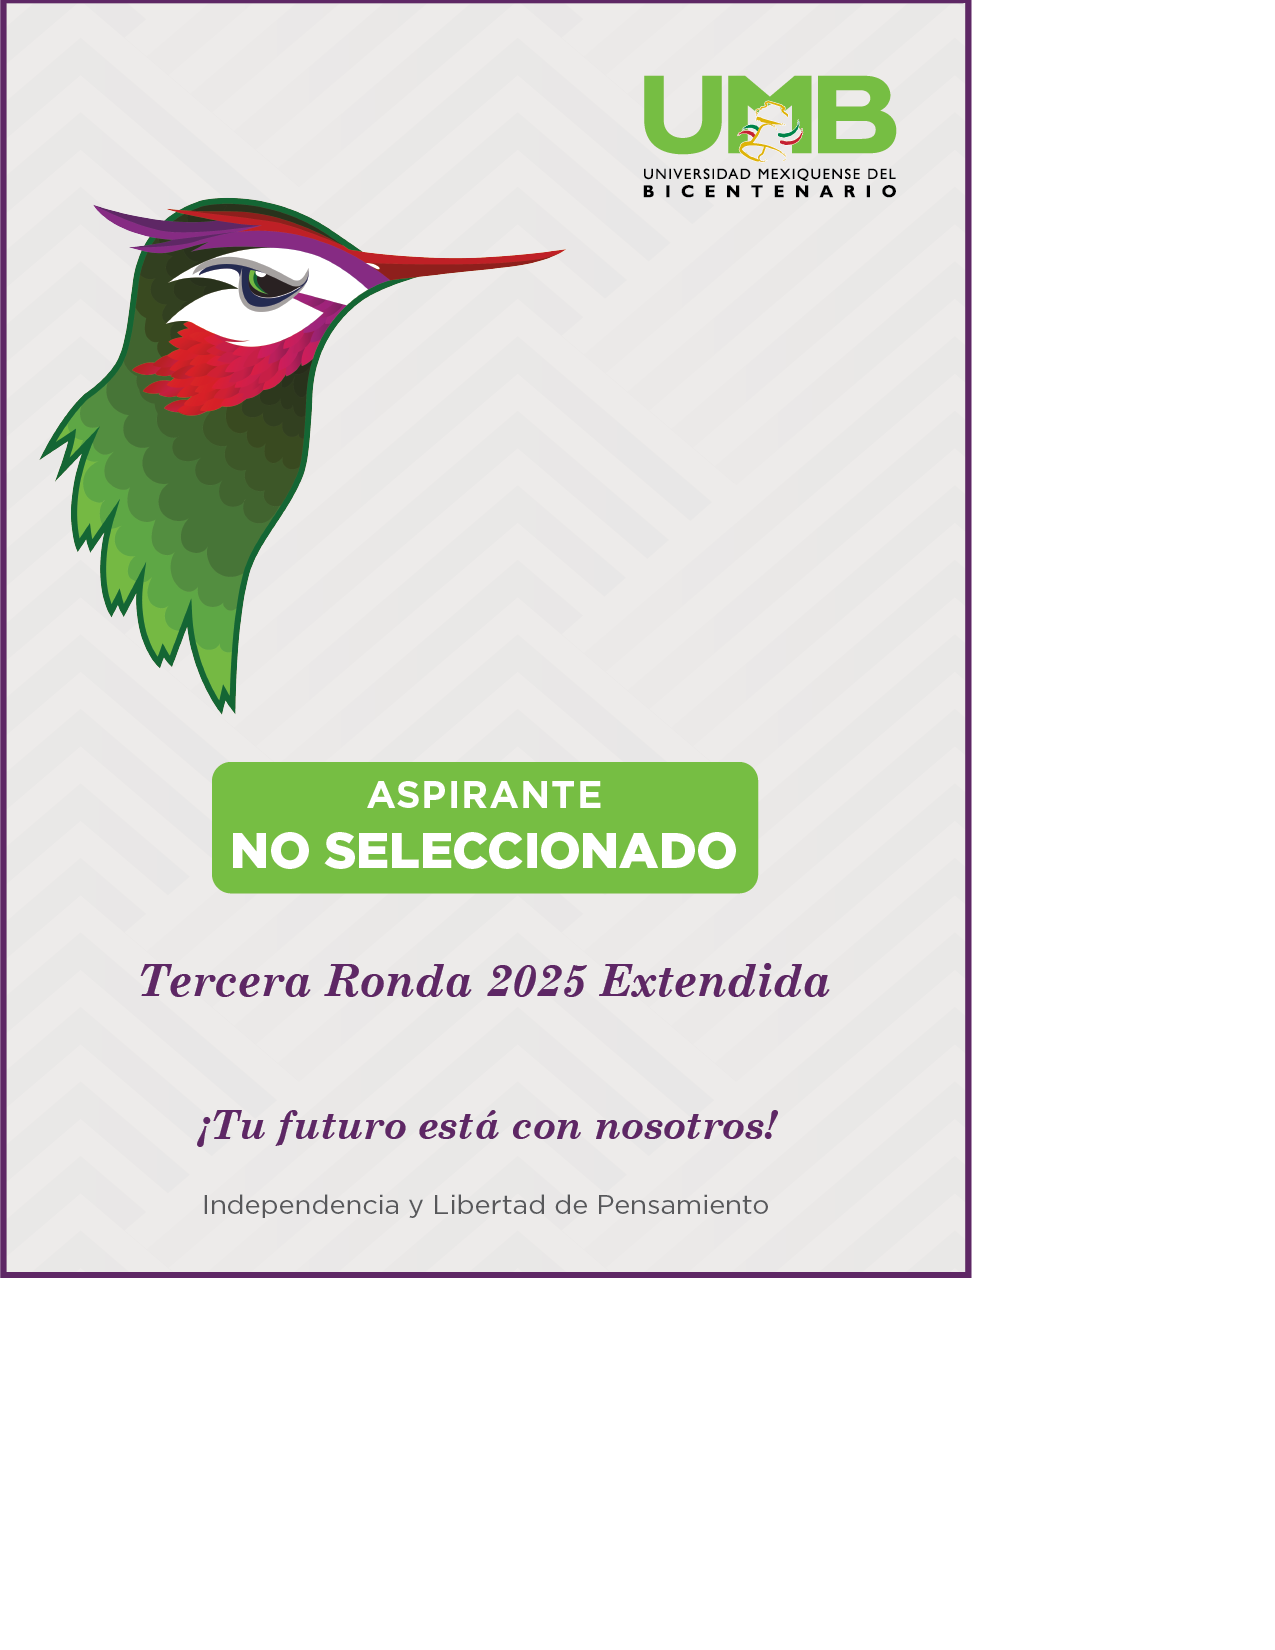 UMB
UNIVERSIDAD MEXIQUENSE DEL
BICENTENARIO
ASPIRANTE
NO SELECCIONADO
Tercera Ronda 2025 Extendida
¡Tu futuro está con nosotros!
Independencia y Libertad de Pensamiento